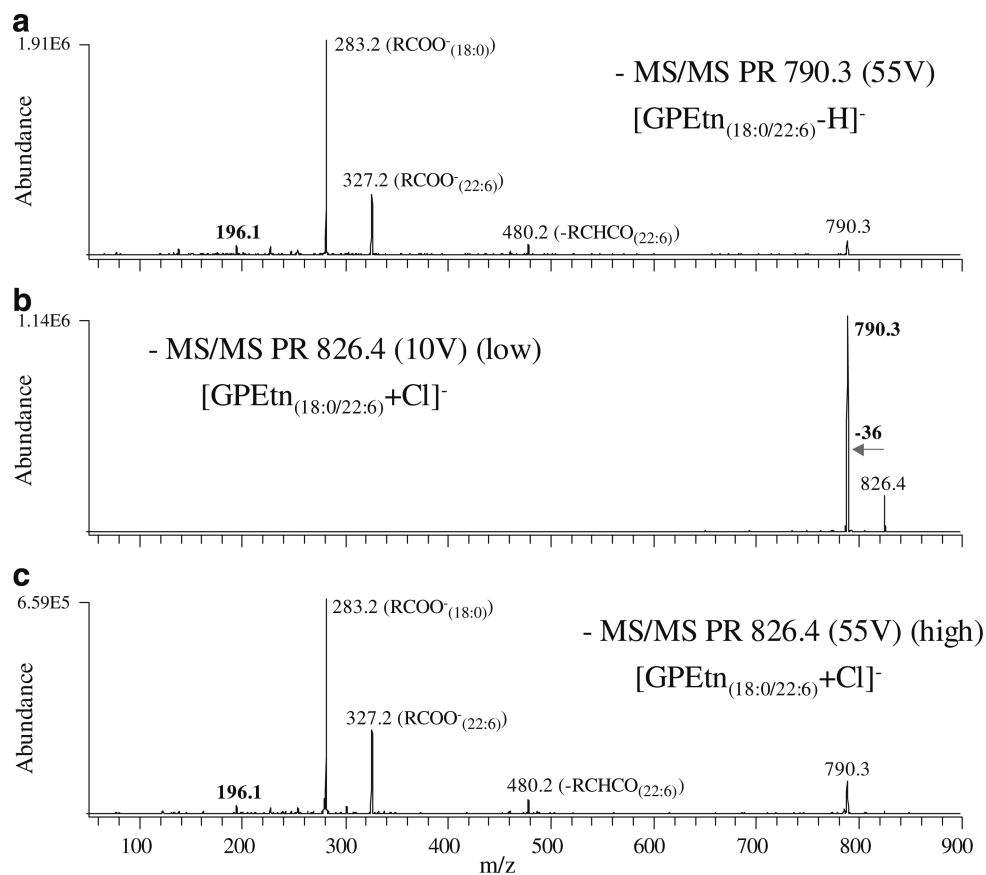 a
1.91E6
Abundance
283.2 (RCOO⁻(18:0))
- MS/MS PR 790.3 (55V)
[GPEtn(18:0/22:6)-H]⁻
327.2 (RCOO⁻(22:6))
196.1
480.2 (-RCHCO(22:6))
790.3
b
1.14E6
Abundance
- MS/MS PR 826.4 (10V) (low)
[GPEtn(18:0/22:6)+Cl]⁻
790.3
-36
826.4
c
6.59E5
Abundance
283.2 (RCOO⁻(18:0))
- MS/MS PR 826.4 (55V) (high)
[GPEtn(18:0/22:6)+Cl]⁻
327.2 (RCOO⁻(22:6))
196.1
480.2 (-RCHCO(22:6))
790.3
100 200 300 400 500 600 700 800 900
m/z